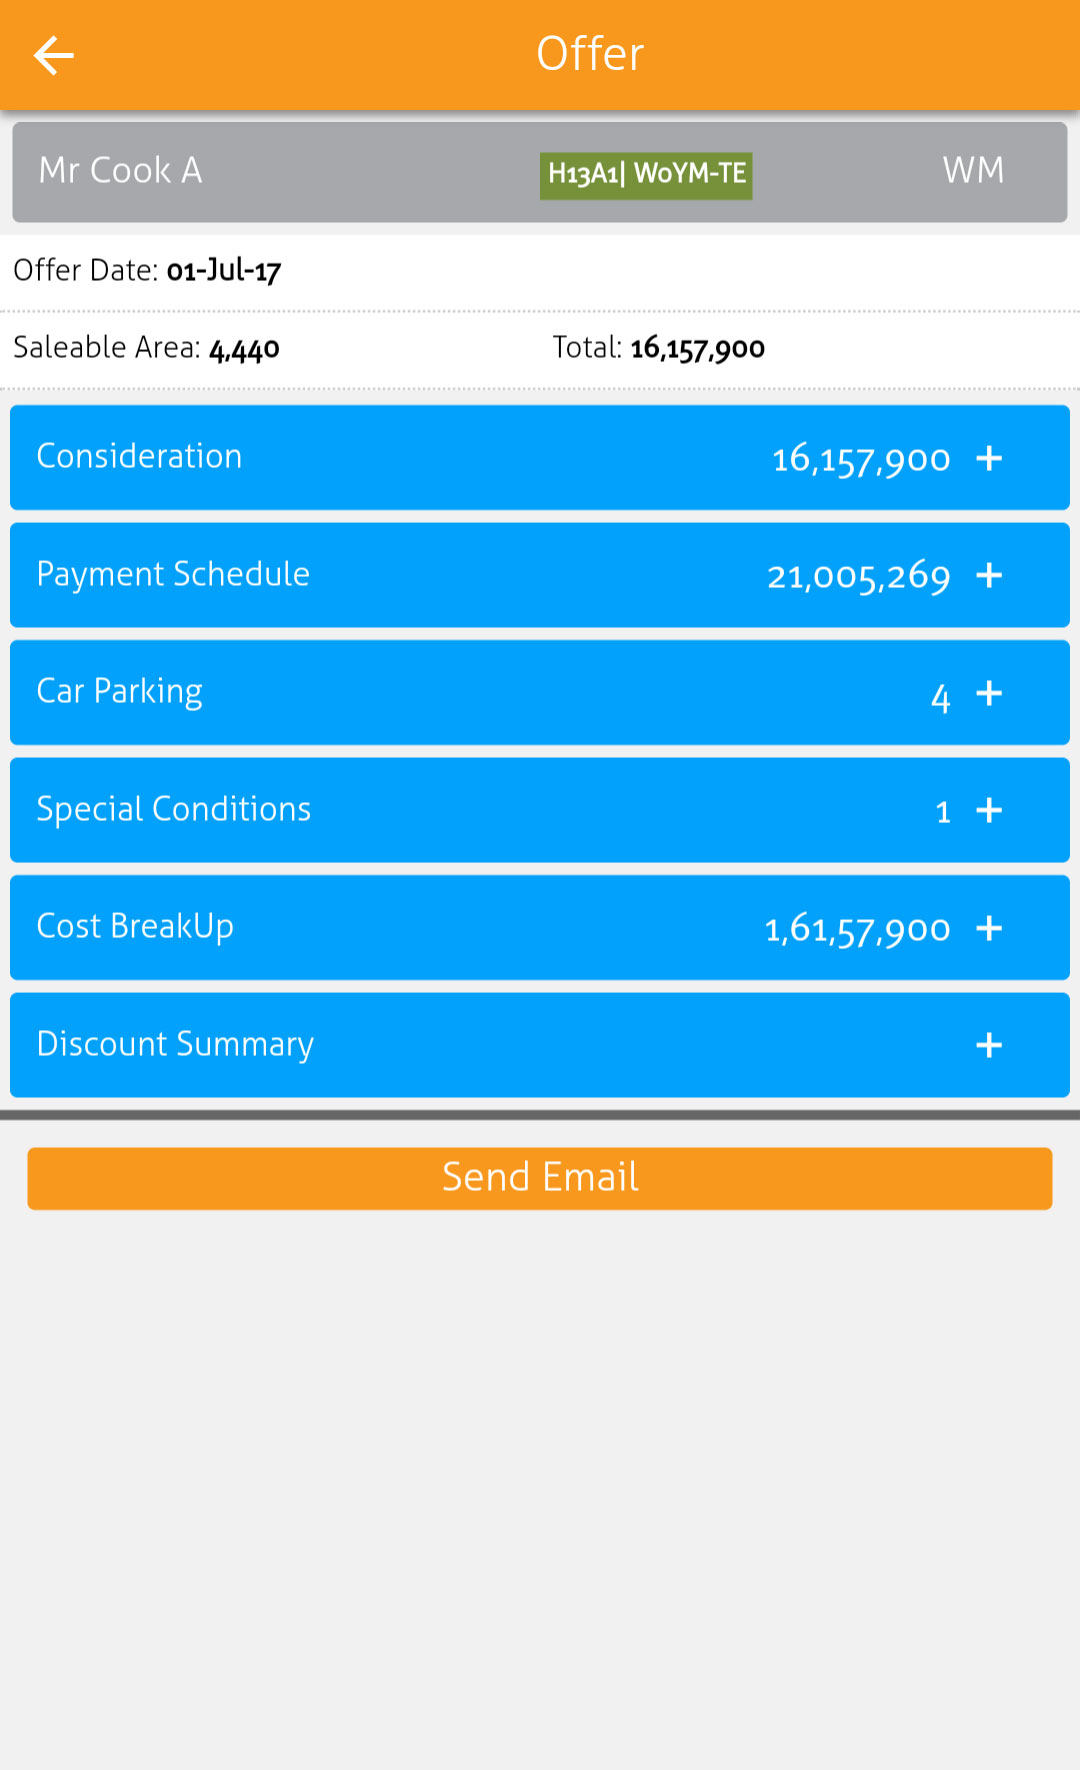 Offer
Mr Cook A H13A1| W0YM-TE WM
Offer Date: 01-Jul-17
Saleable Area: 4,440 Total: 16,157,900
Consideration 16,157,900 +
Payment Schedule 21,005,269 +
Car Parking 4 +
Special Conditions 1 +
Cost BreakUp 1,61,57,900 +
Discount Summary +
Send Email